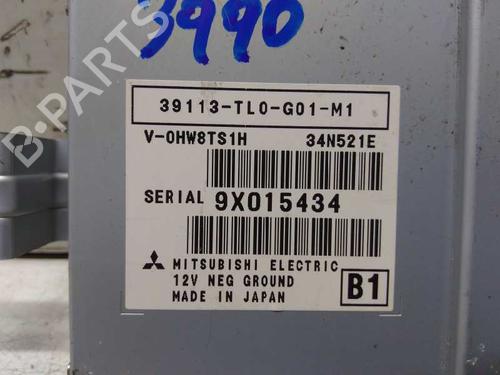 3990
B-PARTS
39113-TL0-G01-M1
V-0HW8TS1H 34N521E
SERIAL 9X015434
MITSUBISHI ELECTRIC
12V NEG GROUND
MADE IN JAPAN
B1